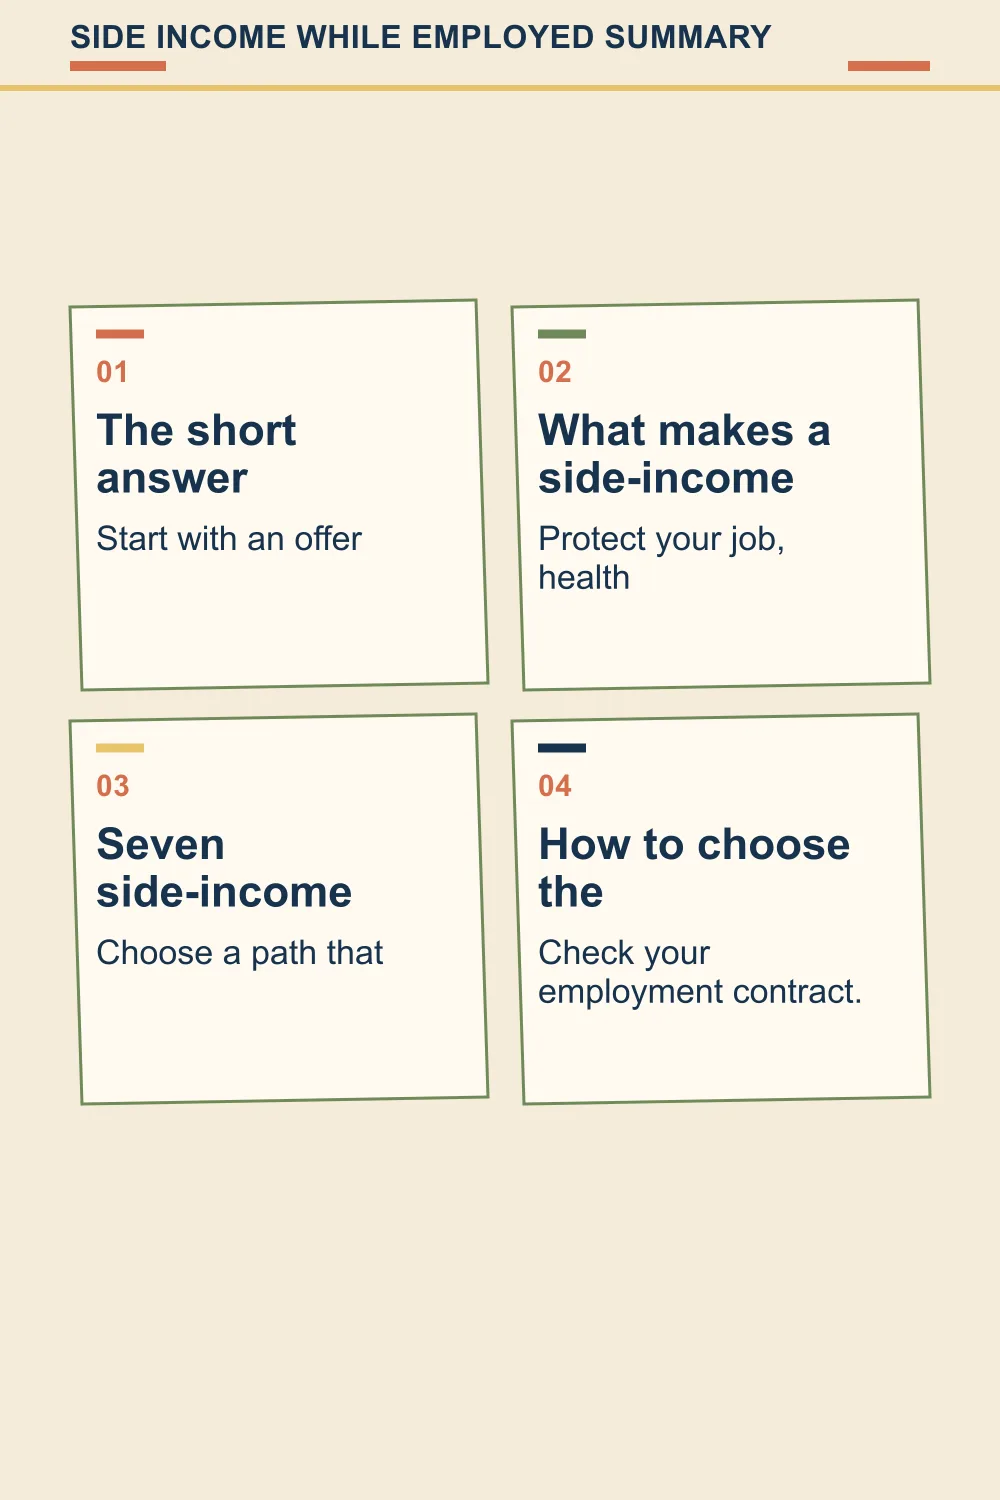 SIDE INCOME WHILE EMPLOYED SUMMARY
01
The short
answer
Start with an offer
02
What makes a
side-income
Protect your job,
health
03
Seven
side-income
Choose a path that
04
How to choose
the
Check your
employment contract.